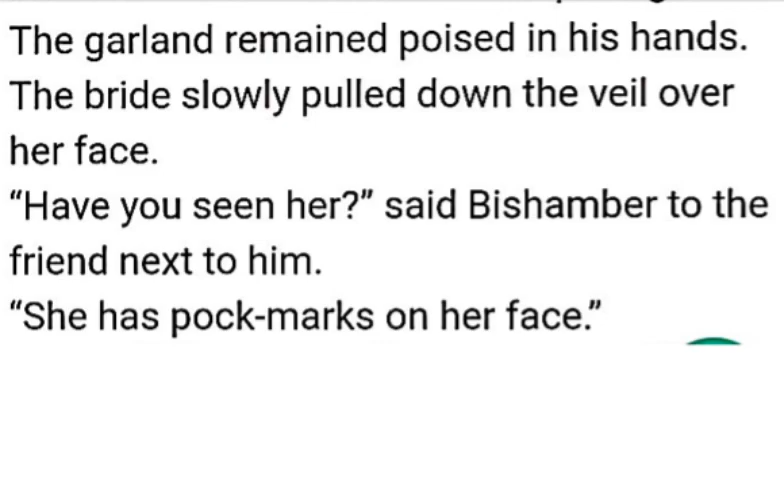 The garland remained poised in his hands.
The bride slowly pulled down the veil over
her face.
“Have you seen her?” said Bishamber to the
friend next to him.
“She has pock-marks on her face.”